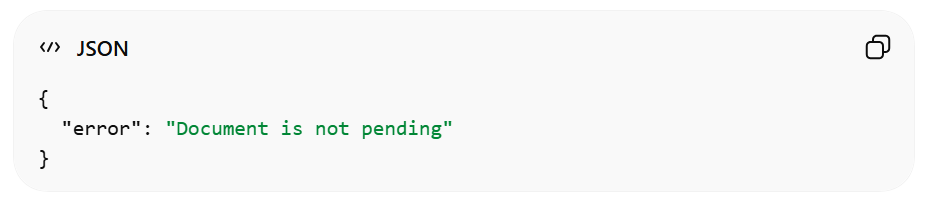 JSON
{
  "error": "Document is not pending"
}